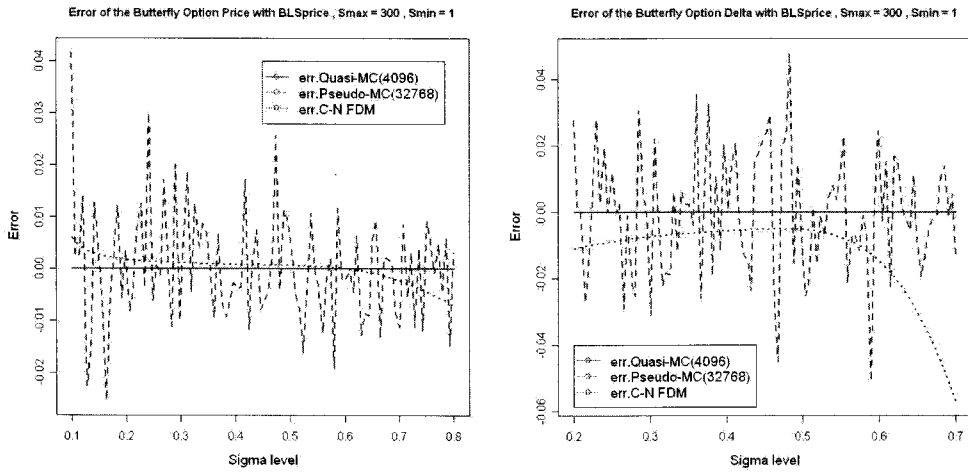 Error of the Butterfly Option Price with BLSprice , Smax = 300 , Smin = 1
Error
0.04
0.03
0.02
0.01
0.00
-0.01
-0.02
err.Quasi-MC(4096)
err.Pseudo-MC(32768)
err.C-N FDM
0.1 0.2 0.3 0.4 0.5 0.6 0.7 0.8
Sigma level
Error of the Butterfly Option Delta with BLSprice , Smax = 300 , Smin = 1
Error
0.04
0.02
0.00
-0.02
-0.04
-0.06
err.Quasi-MC(4096)
err.Pseudo-MC(32768)
err.C-N FDM
0.2 0.3 0.4 0.5 0.6 0.7
Sigma level